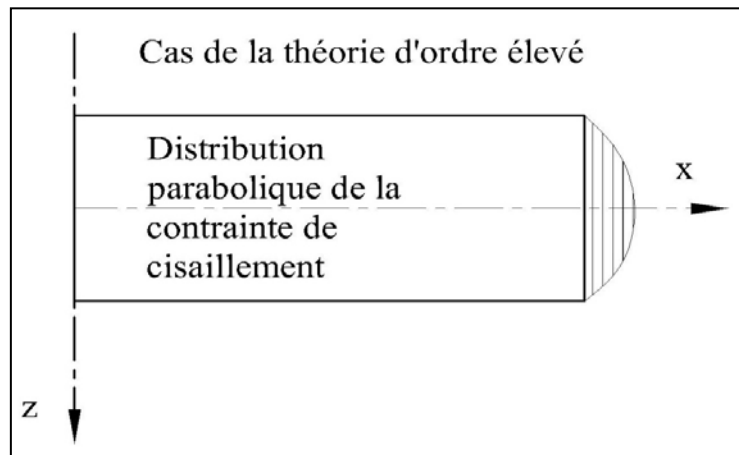 Cas de la théorie d'ordre élevé
Distribution
parabolique de la
contrainte de
cisaillement
x
z